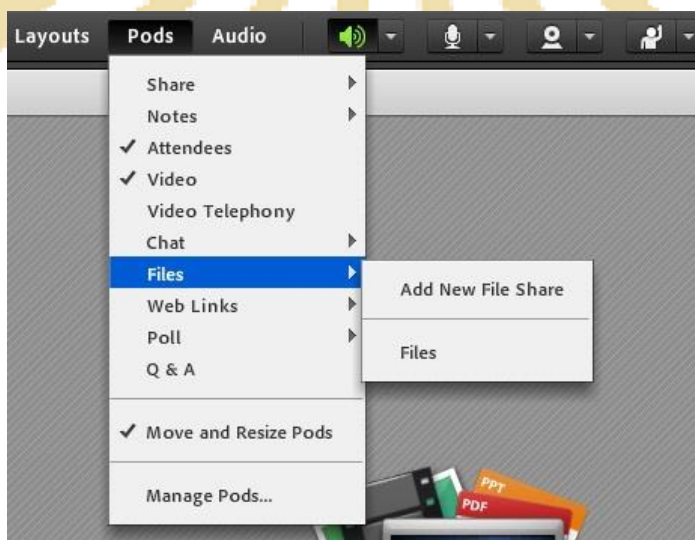 Layouts Pods Audio
Share
Notes
Attendees
Video
Video Telephony
Chat
Files
Web Links
Poll
Q & A
Move and Resize Pods
Manage Pods...
Add New File Share
Files
PPT
PDF